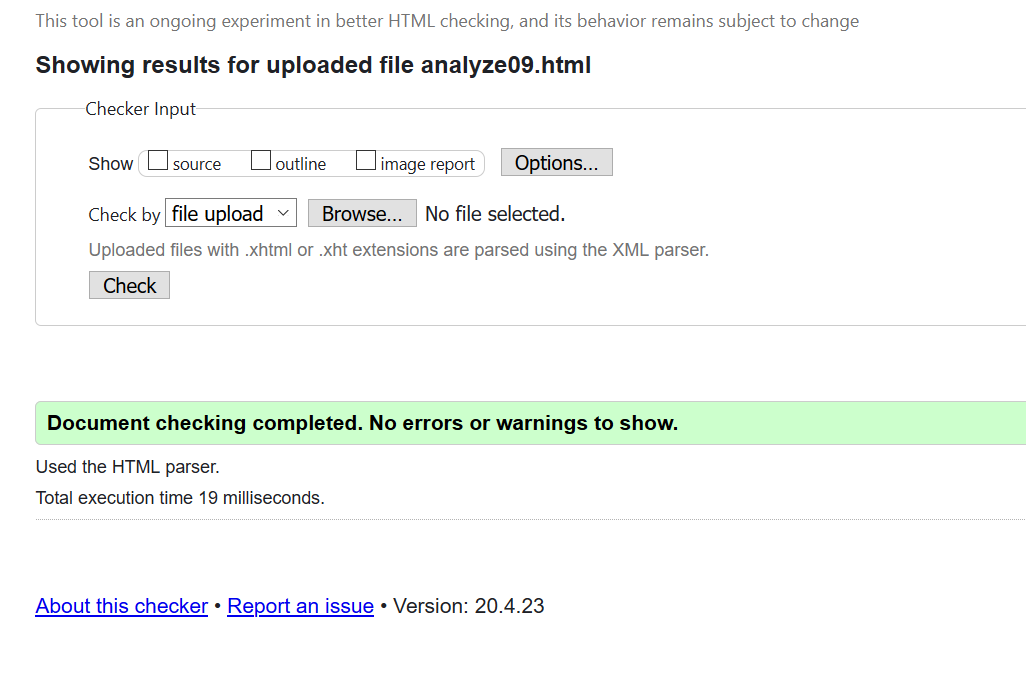 This tool is an ongoing experiment in better HTML checking, and its behavior remains subject to change
Showing results for uploaded file analyze09.html
Checker Input
Show source outline image report Options...
Check by file upload Browse... No file selected.
Uploaded files with .xhtml or .xht extensions are parsed using the XML parser.
Check
Document checking completed. No errors or warnings to show.
Used the HTML parser.
Total execution time 19 milliseconds.
About this checker • Report an issue • Version: 20.4.23